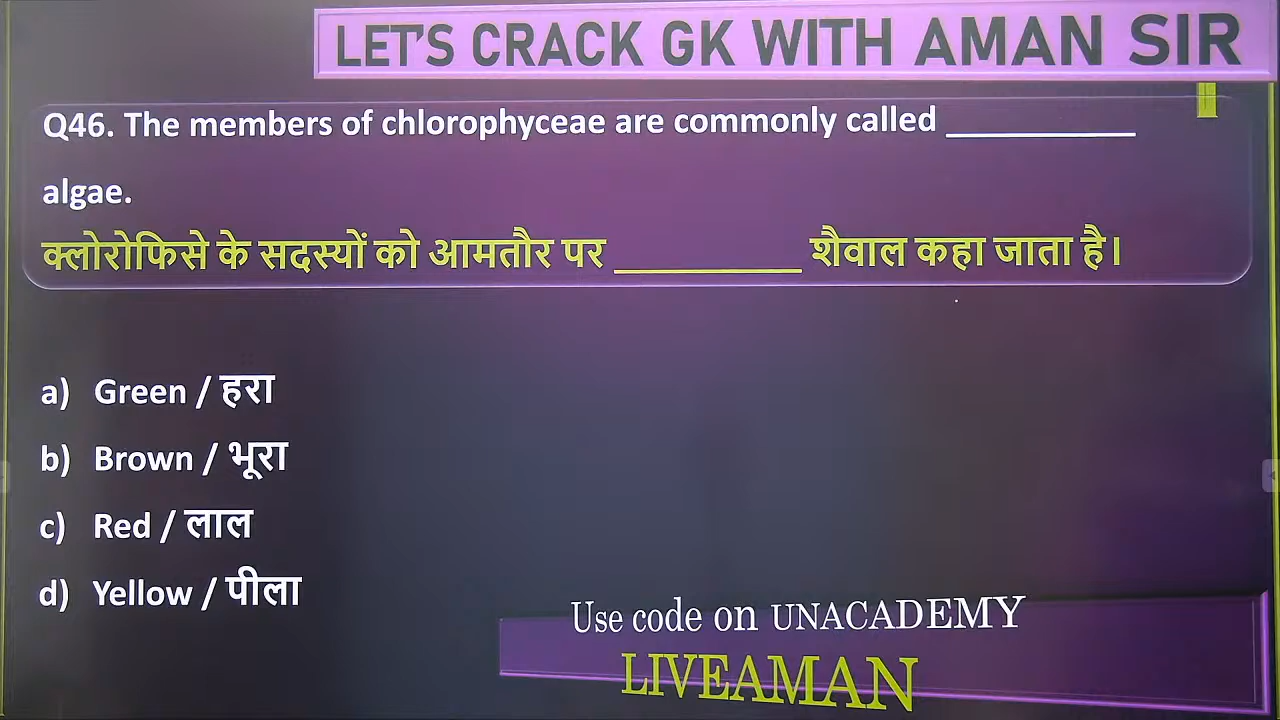 LET'S CRACK GK WITH AMAN SIR
Q46. The members of chlorophyceae are commonly called ___________
algae.
क्लोरोफिसे के सदस्यों को आमतौर पर ___________ शैवाल कहा जाता है।
a) Green / हरा
b) Brown / भूरा
c) Red / लाल
d) Yellow / पीला
Use code on UNACADEMY
LIVEAMAN